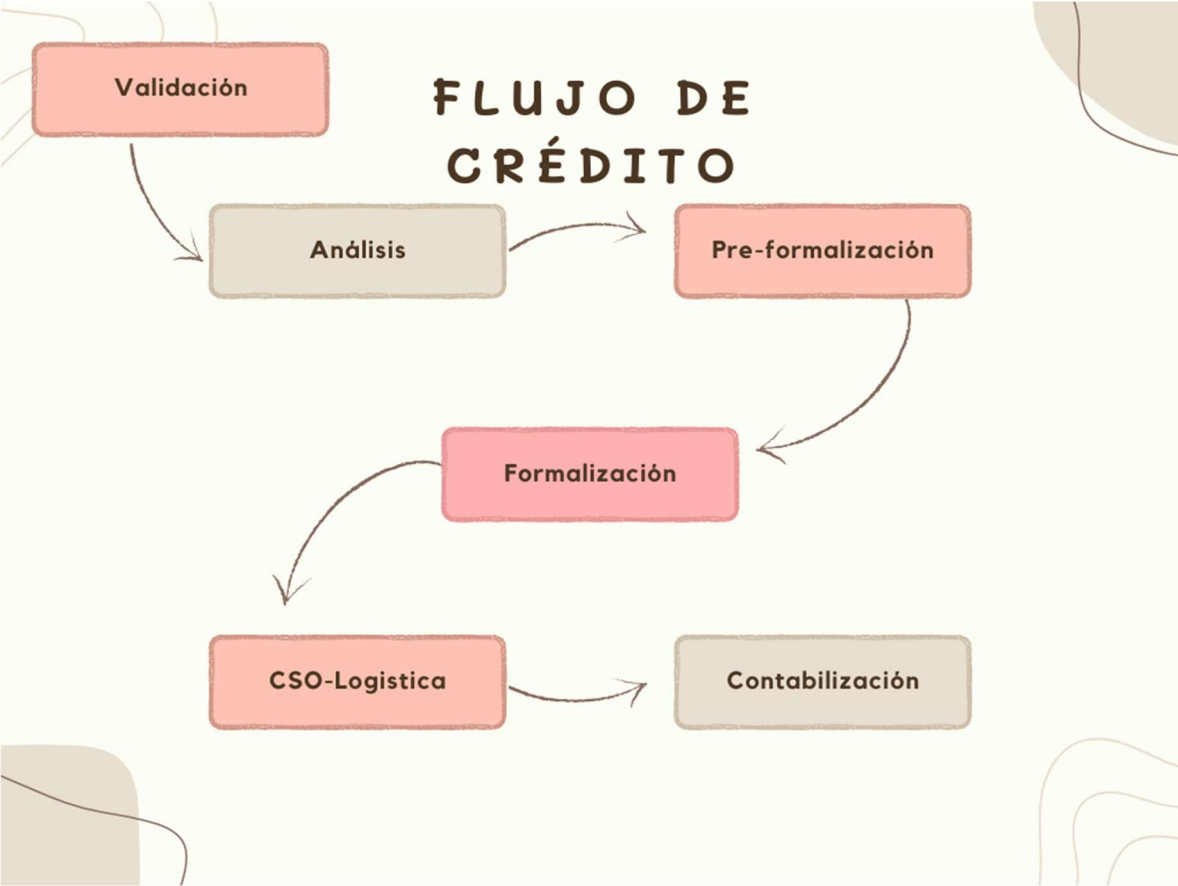 Validación
FLUJO DE
CRÉDITO
Análisis
Pre-formalización
Formalización
CSO-Logistica
Contabilización